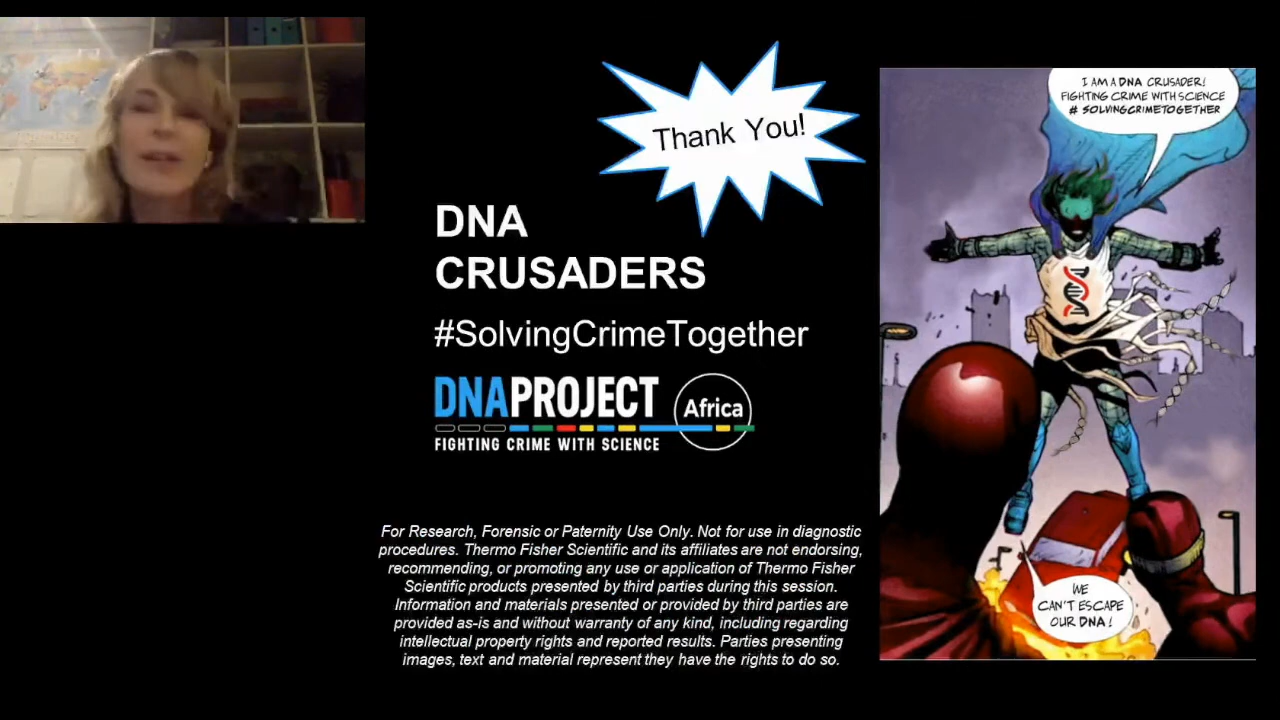 Thank You!
DNA
CRUSADERS
#SolvingCrimeTogether
DNAPROJECT Africa
FIGHTING CRIME WITH SCIENCE
For Research, Forensic or Paternity Use Only. Not for use in diagnostic
procedures. Thermo Fisher Scientific and its affiliates are not endorsing,
recommending, or promoting any use or application of Thermo Fisher
Scientific products presented by third parties during this session.
Information and materials presented or provided by third parties are
provided as-is and without warranty of any kind, including regarding
intellectual property rights and reported results. Parties presenting
images, text and material represent they have the rights to do so.
I AM A DNA CRUSADER!
FIGHTING CRIME WITH SCIENCE
# SOLVINGCRIMETOGETHER
WE
CAN'T ESCAPE
OUR DNA!